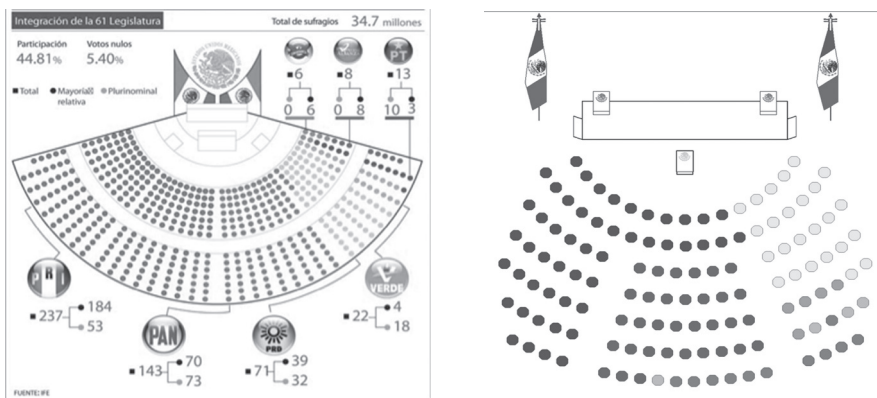 Integración de la 61 Legislatura
Total de sufragios 34.7 millones
Participación
44.81%
Votos nulos
5.40%
Total
Mayoría relativa
Plurinominal
PT
6
0 6
8
0 8
13
10 3
PRI
237
184
53
PAN
143
70
73
PRD
71
39
32
VERDE
22
4
18
FUENTE: IFE